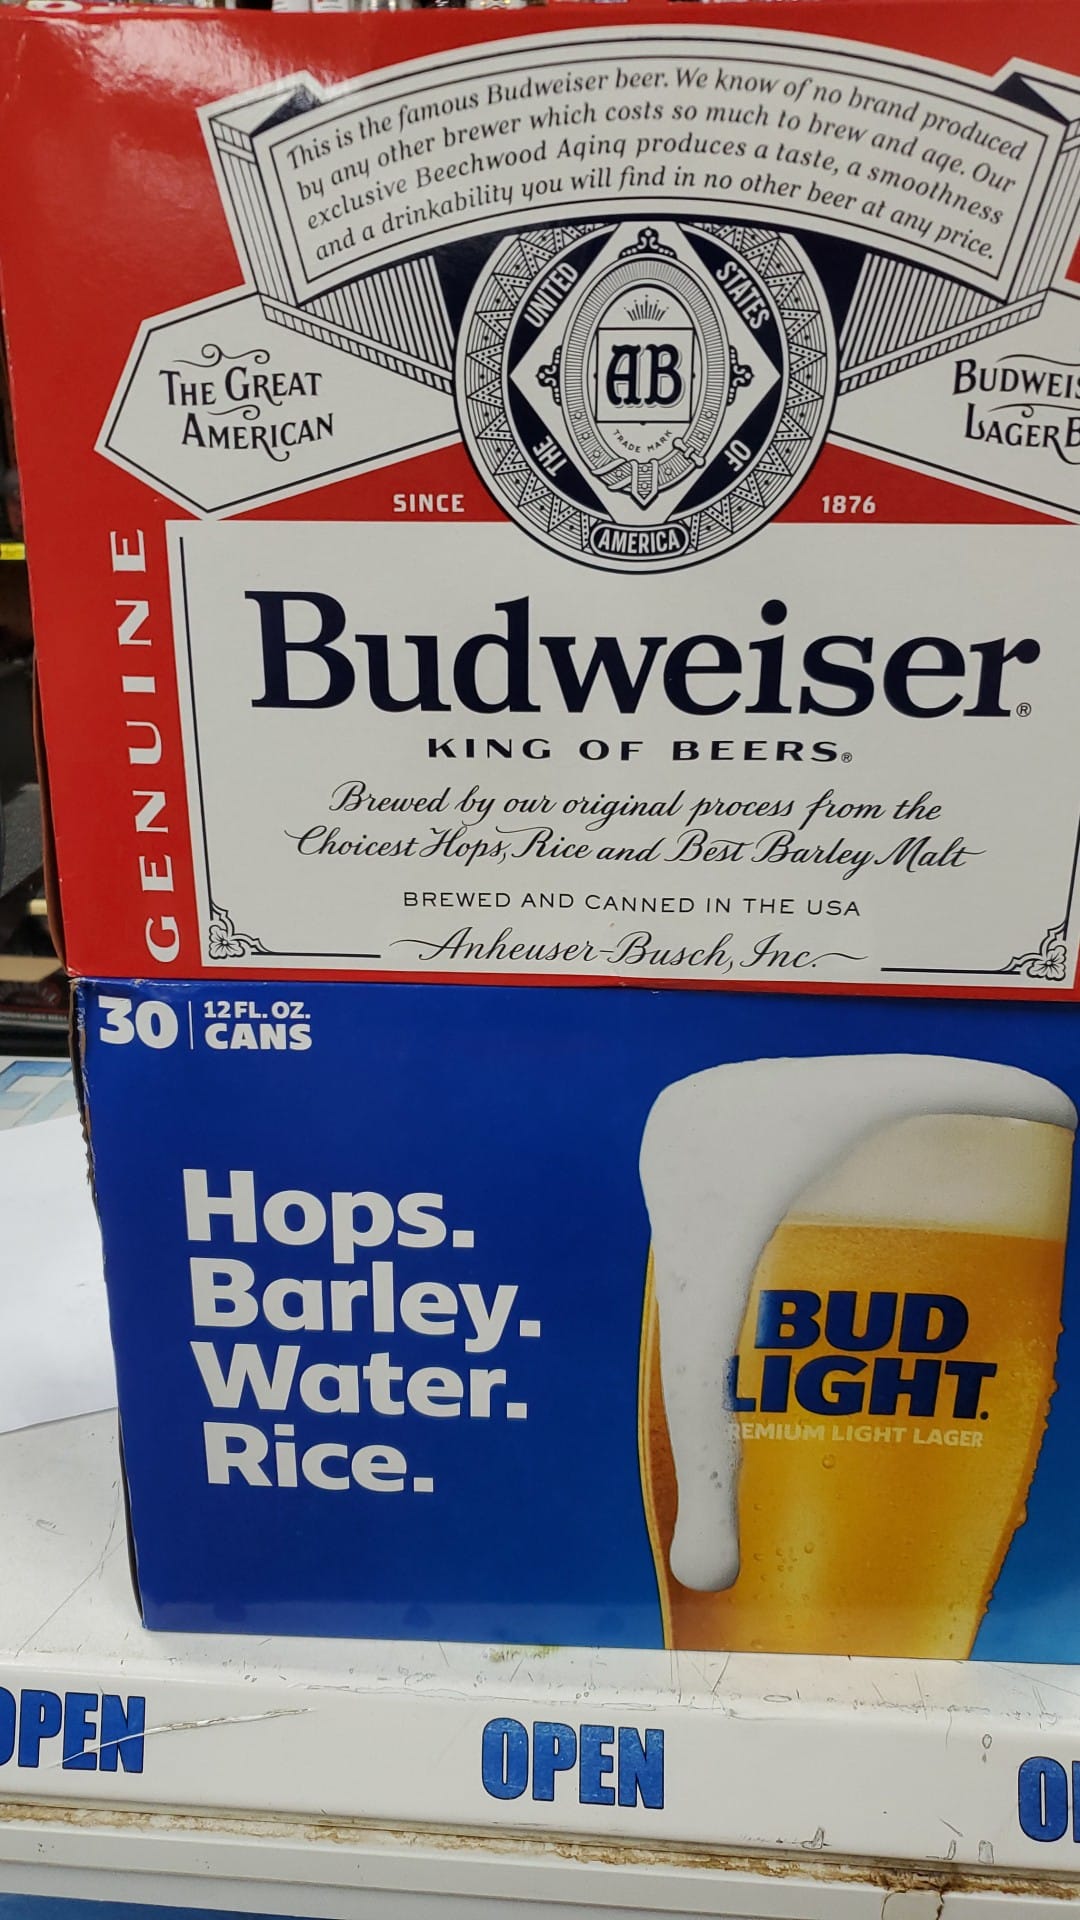 This is the famous Budweiser beer. We know of no brand produced
by any other brewer which costs so much to brew and age. Our
exclusive Beechwood Aging produces a taste, a smoothness
and a drinkability you will find in no other beer at any price.
THE UNITED STATES OF
AB
TRADE MARK
AMERICA
THE GREAT
AMERICAN
BUDWEIS
LAGER B
SINCE 1876
GENUINE
Budweiser®
KING OF BEERS®
Brewed by our original process from the
Choicest Hops, Rice and Best Barley Malt
BREWED AND CANNED IN THE USA
Anheuser-Busch, Inc.
30 | 12 FL. OZ.
CANS
Hops.
Barley.
Water.
Rice.
BUD
LIGHT.
REMIUM LIGHT LAGER
OPEN OPEN O